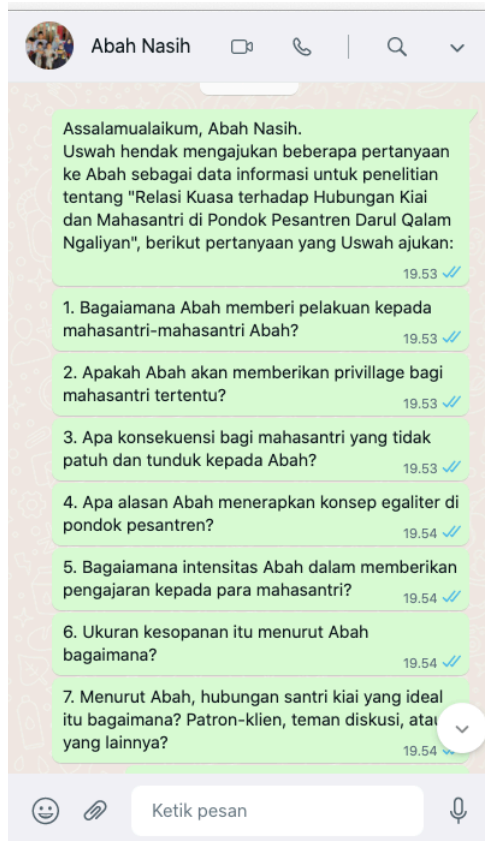 Abah Nasih
Assalamualaikum, Abah Nasih.
Uswah hendak mengajukan beberapa pertanyaan
ke Abah sebagai data informasi untuk penelitian
tentang "Relasi Kuasa terhadap Hubungan Kiai
dan Mahasantri di Pondok Pesantren Darul Qalam
Ngaliyan", berikut pertanyaan yang Uswah ajukan:
19.53
1. Bagaiamana Abah memberi pelakuan kepada
mahasantri-mahasantri Abah?
19.53
2. Apakah Abah akan memberikan privillage bagi
mahasantri tertentu?
19.53
3. Apa konsekuensi bagi mahasantri yang tidak
patuh dan tunduk kepada Abah?
19.53
4. Apa alasan Abah menerapkan konsep egaliter di
pondok pesantren?
19.54
5. Bagaiamana intensitas Abah dalam memberikan
pengajaran kepada para mahasantri?
19.54
6. Ukuran kesopanan itu menurut Abah
bagaimana?
19.54
7. Menurut Abah, hubungan santri kiai yang ideal
itu bagaimana? Patron-klien, teman diskusi, atau
yang lainnya?
19.54
Ketik pesan